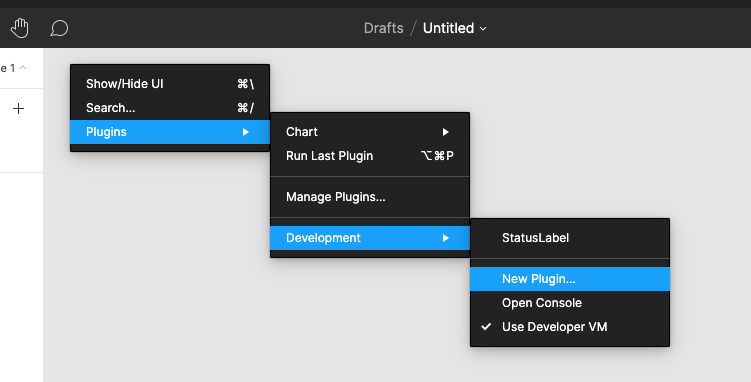 Drafts / Untitled
e 1
Show/Hide UI ⌘\
Search... ⌘/
Plugins
Chart
Run Last Plugin ⌥⌘P
Manage Plugins...
Development
StatusLabel
New Plugin...
Open Console
Use Developer VM